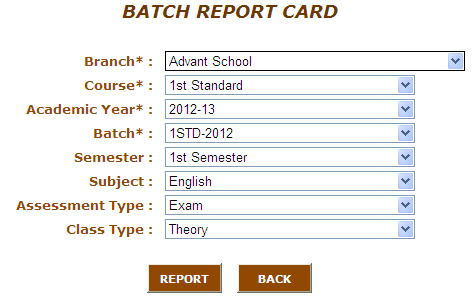 BATCH REPORT CARD
Branch* : Advant School
Course* : 1st Standard
Academic Year* : 2012-13
Batch* : 1STD-2012
Semester : 1st Semester
Subject : English
Assessment Type : Exam
Class Type : Theory
REPORT BACK